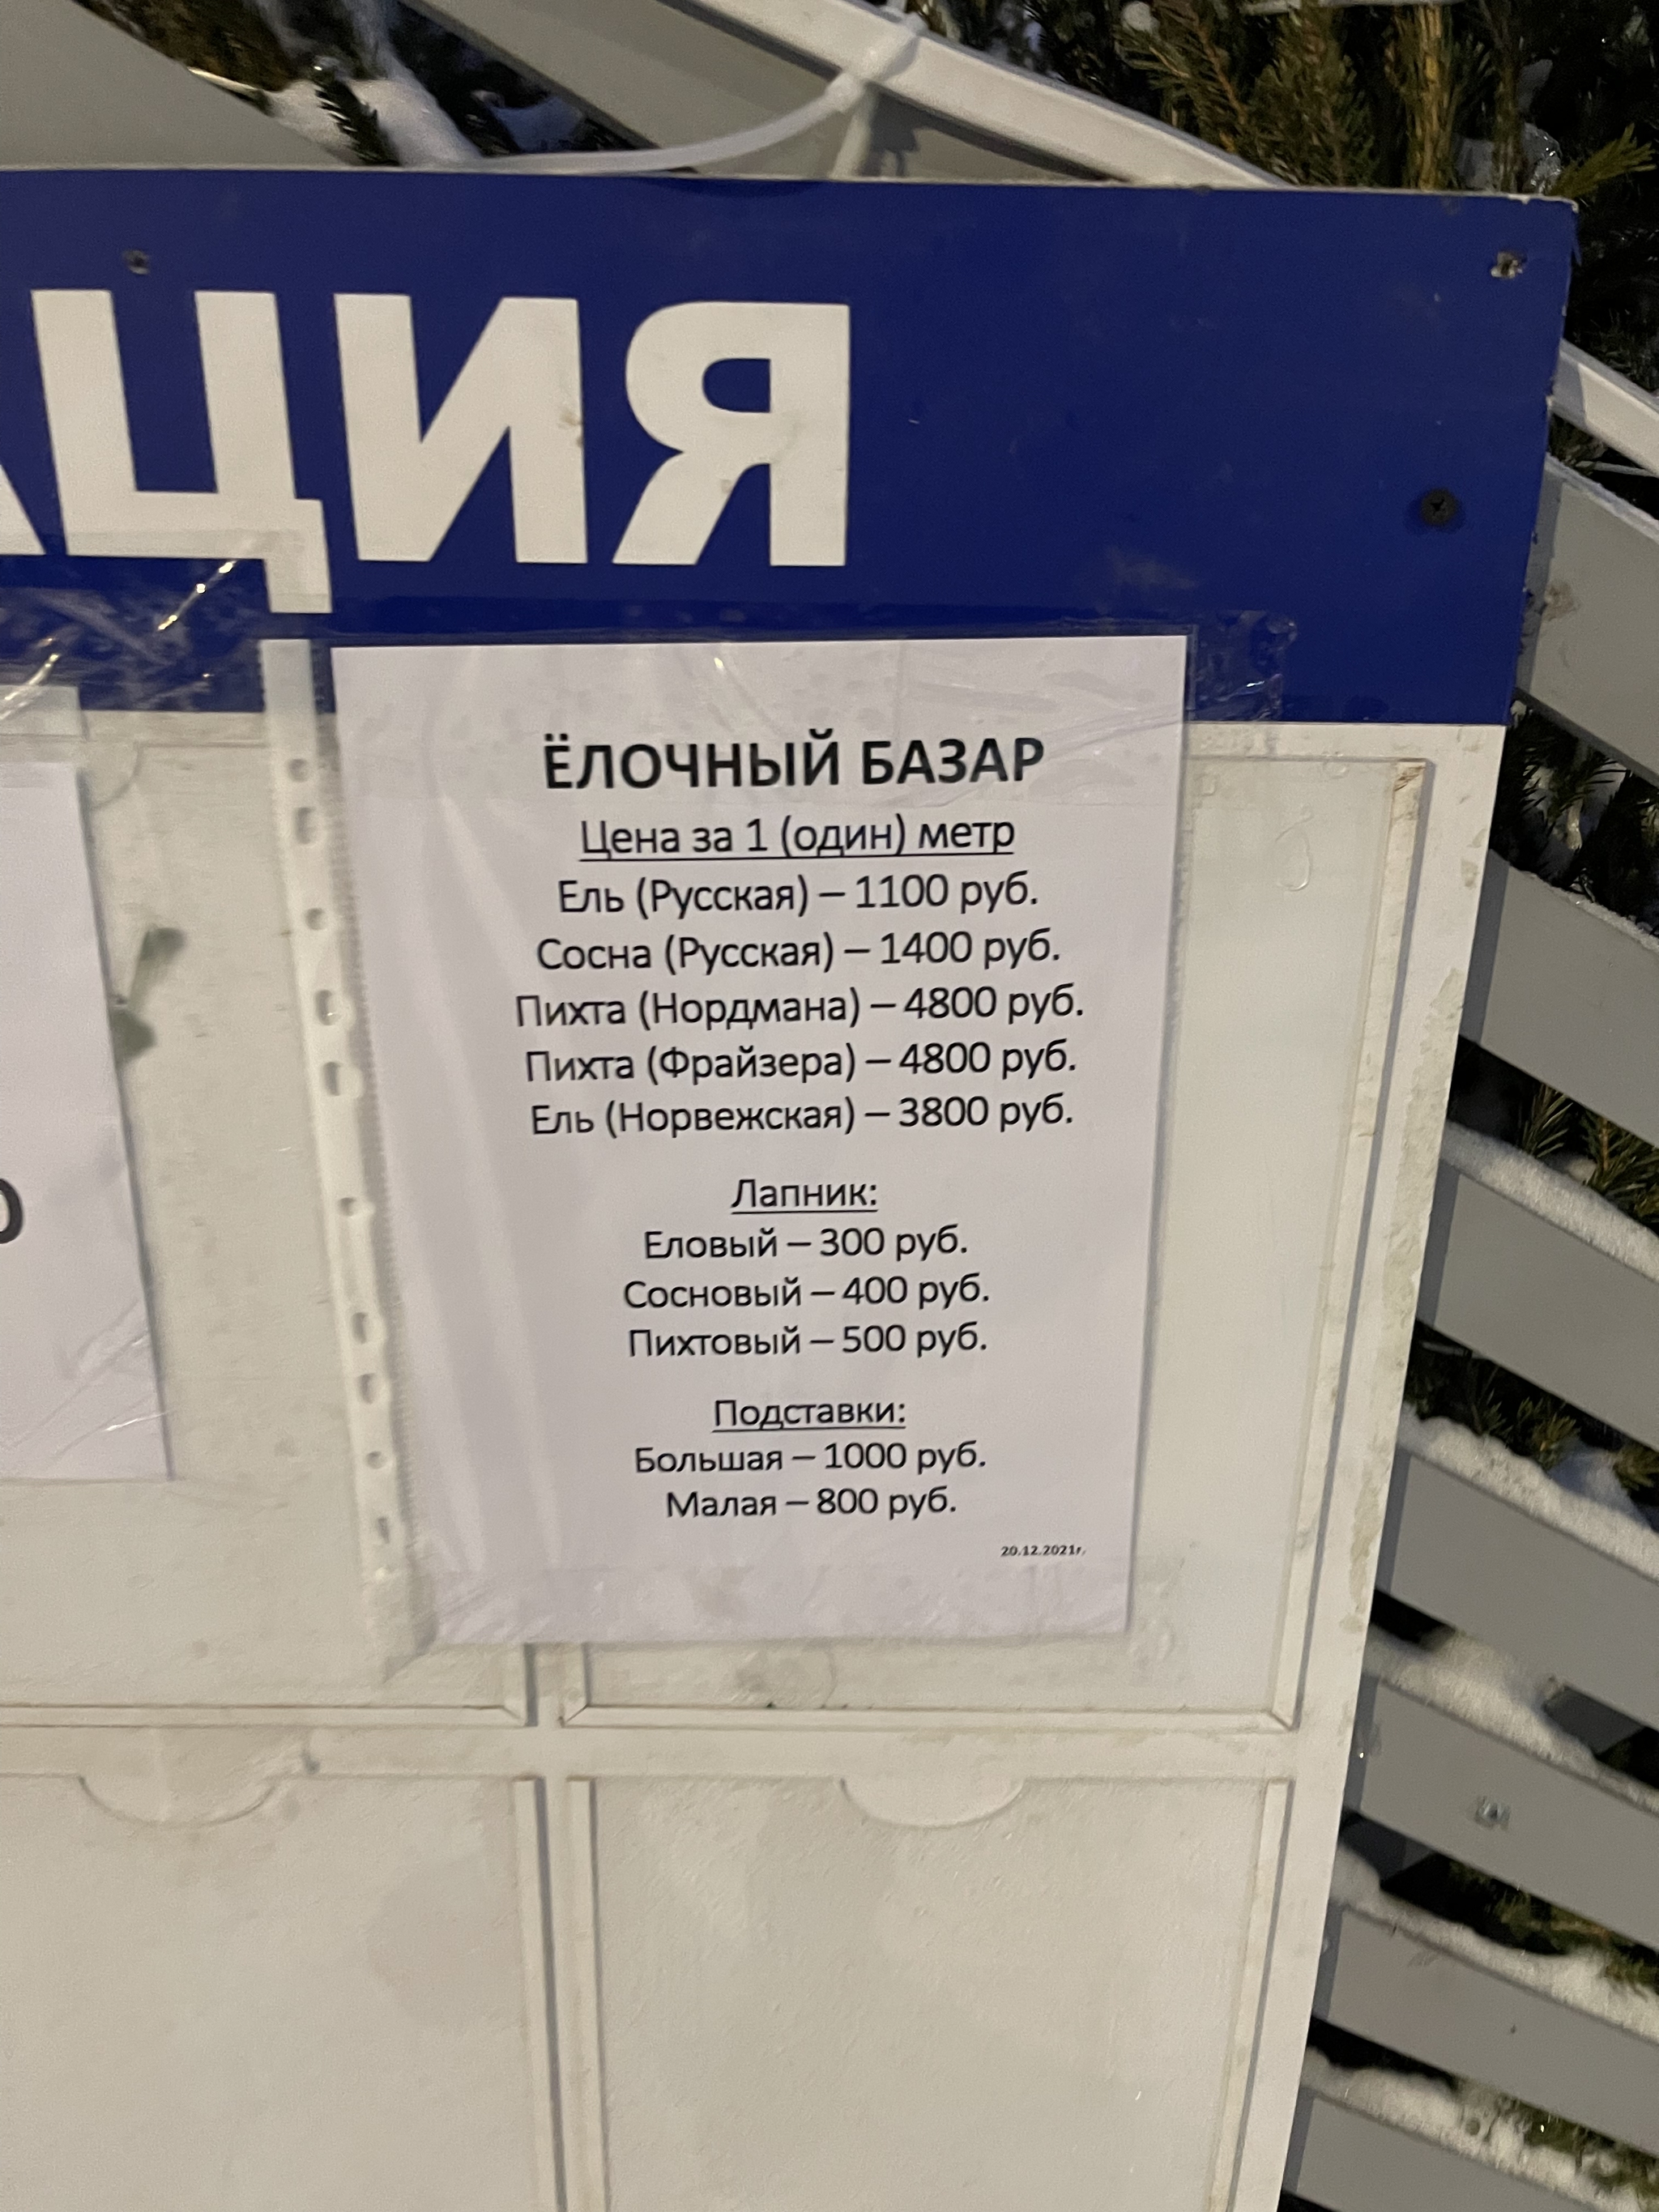 ЦИЯ
ЁЛОЧНЫЙ БАЗАР
Цена за 1 (один) метр
Ель (Русская) – 1100 руб.
Сосна (Русская) – 1400 руб.
Пихта (Нордмана) – 4800 руб.
Пихта (Фрайзера) – 4800 руб.
Ель (Норвежская) – 3800 руб.
Лапник:
Еловый – 300 руб.
Сосновый – 400 руб.
Пихтовый – 500 руб.
Подставки:
Большая – 1000 руб.
Малая – 800 руб.
20.12.2021г.